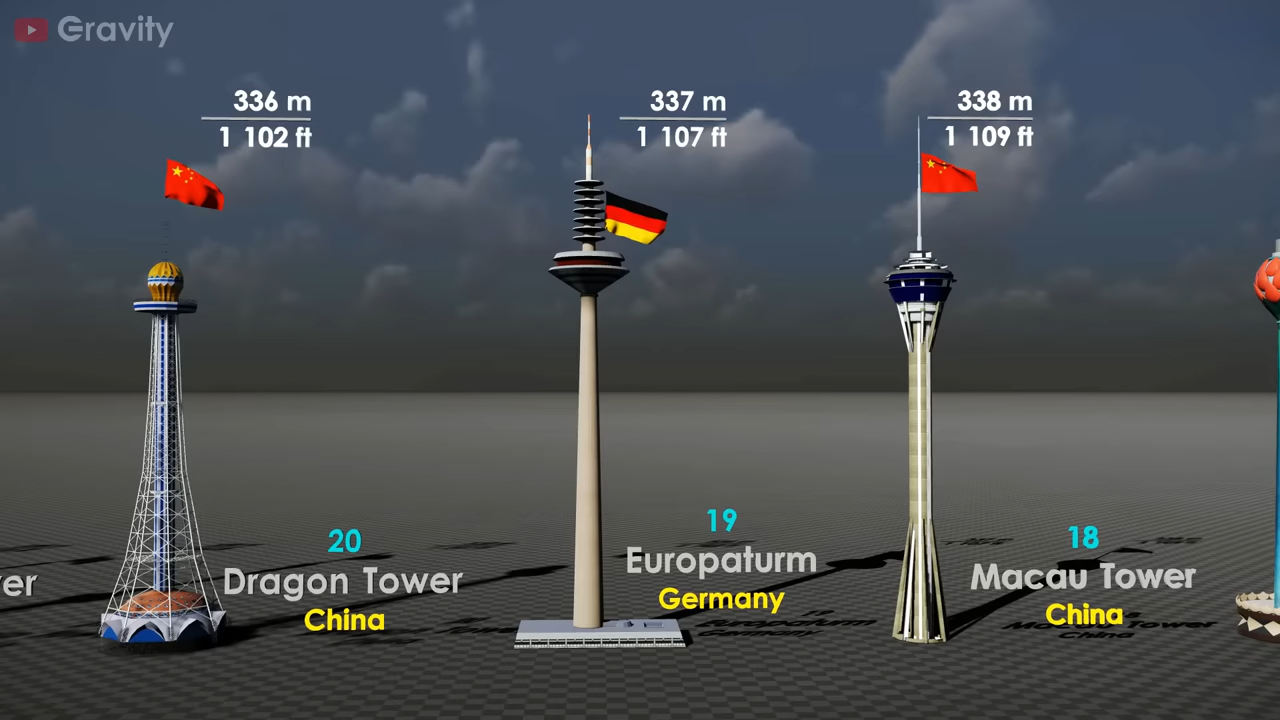 Gravity
336 m
1 102 ft
337 m
1 107 ft
338 m
1 109 ft
20
Dragon Tower
China
19
Europaturm
Germany
18
Macau Tower
China